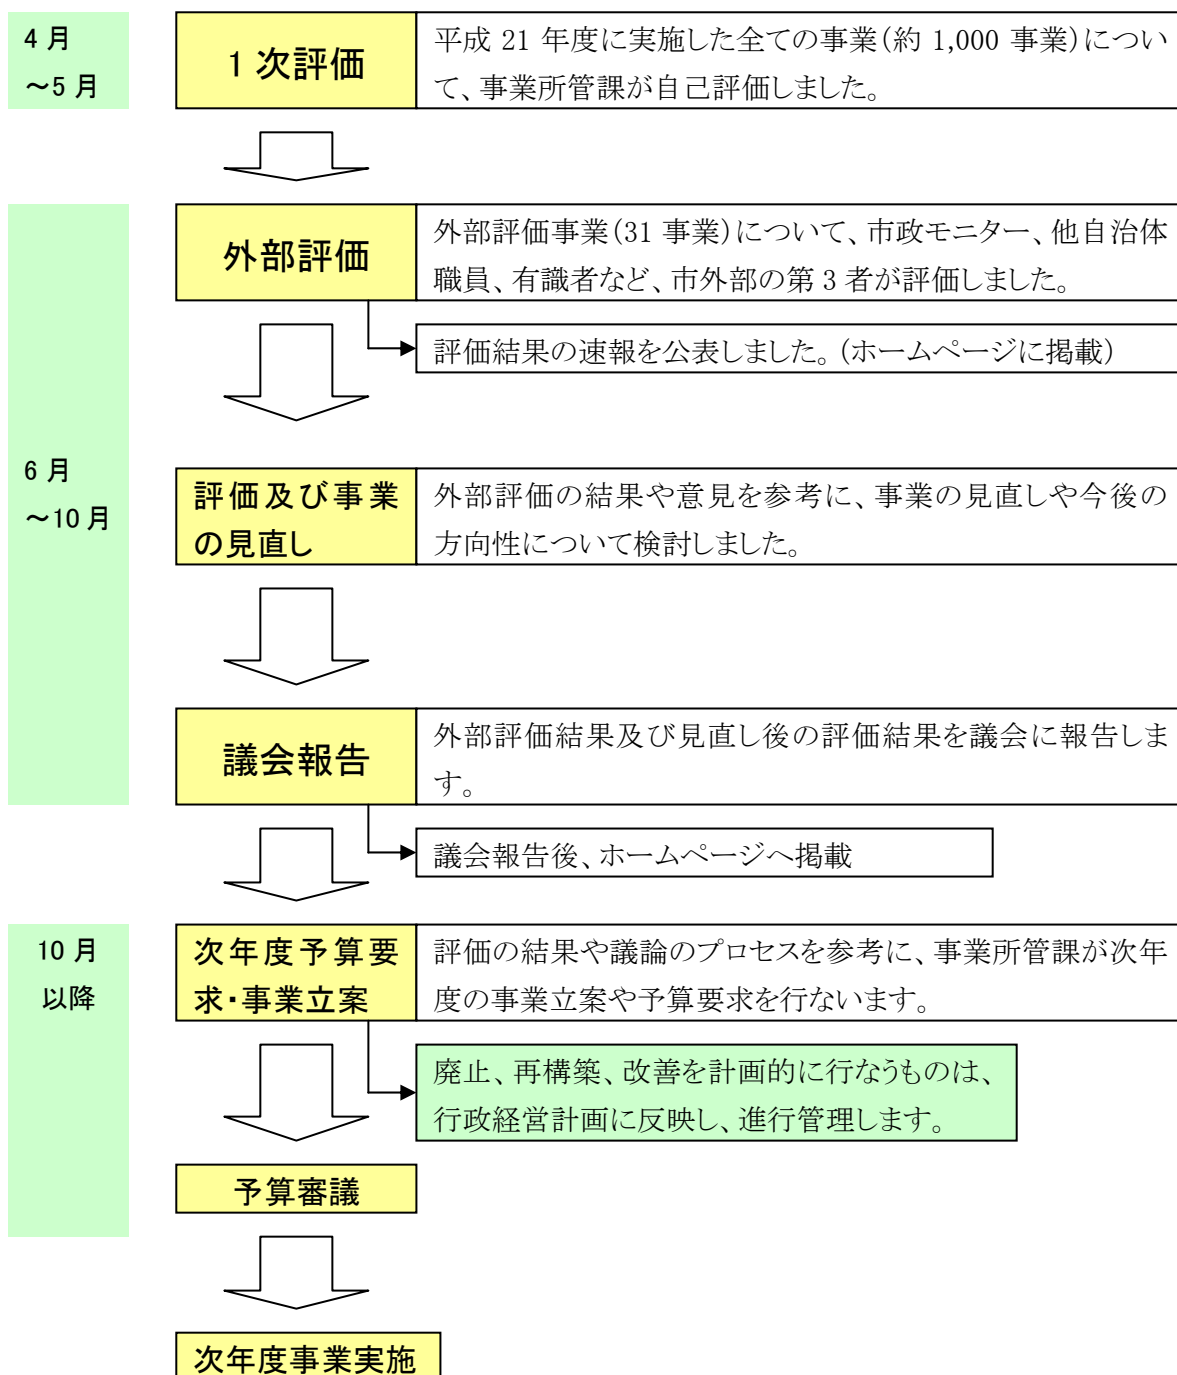 4 月
～5 月
1 次評価
平成 21 年度に実施した全ての事業（約 1,000 事業）につい
て、事業所管課が自己評価しました。
外部評価
外部評価事業（31 事業）について、市政モニター、他自治体
職員、有識者など、市外部の第 3 者が評価しました。
評価結果の速報を公表しました。（ホームページに掲載）
6 月
～10 月
評価及び事業
の見直し
外部評価の結果や意見を参考に、事業の見直しや今後の
方向性について検討しました。
議会報告
外部評価結果及び見直し後の評価結果を議会に報告しま
す。
議会報告後、ホームページへ掲載
10 月
以降
次年度予算要
求・事業立案
評価の結果や議論のプロセスを参考に、事業所管課が次年
度の事業立案や予算要求を行ないます。
廃止、再構築、改善を計画的に行なうものは、
行政経営計画に反映し、進行管理します。
予算審議
次年度事業実施